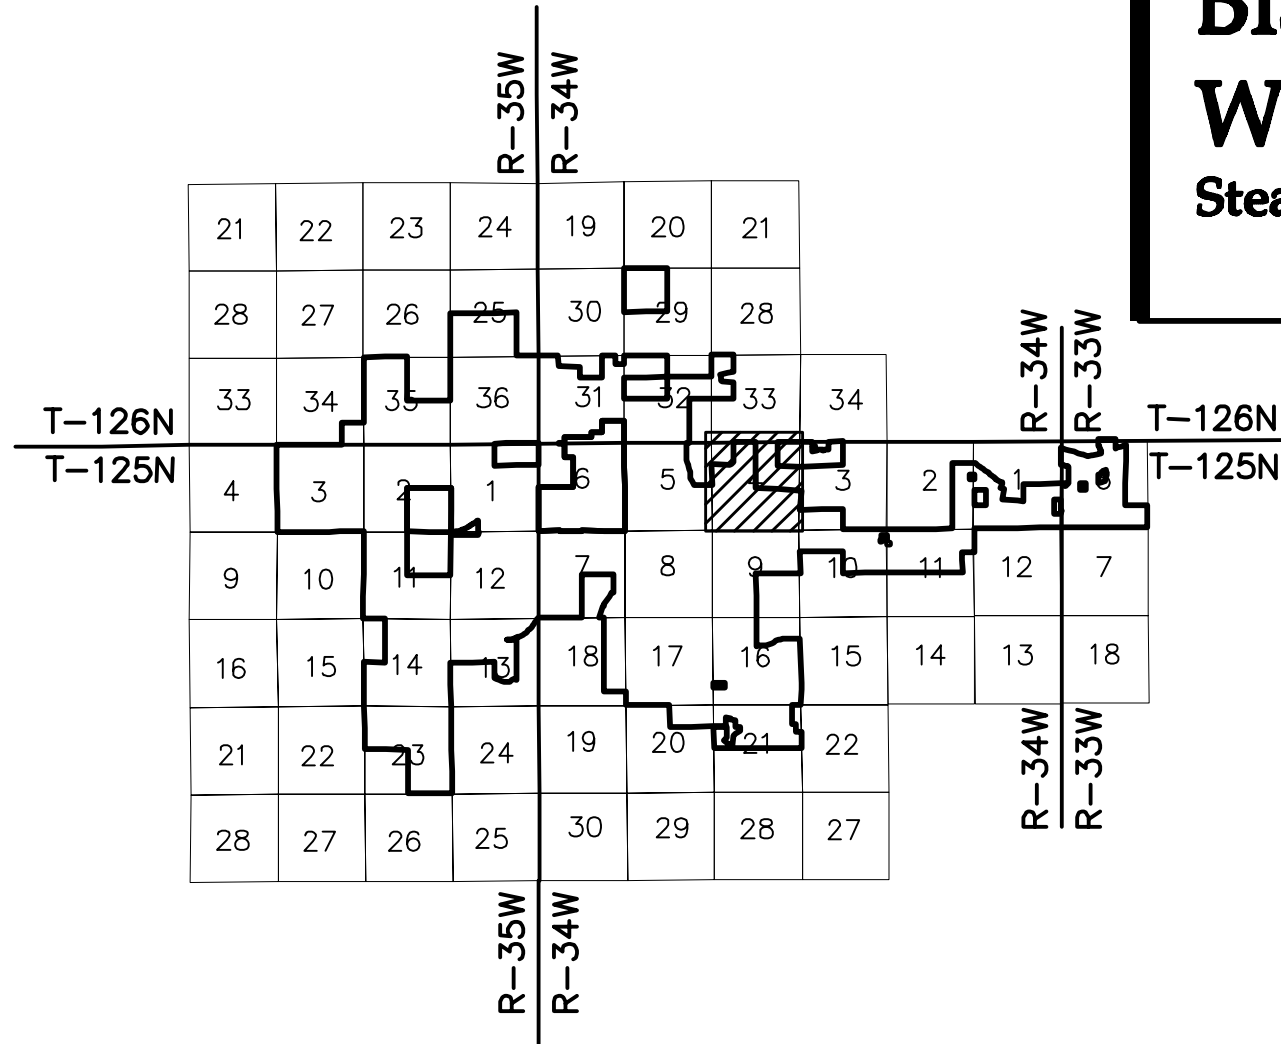 Bl
W
Stea
R-35W R-34W
21 22 23 24 19 20 21
28 27 26 25 30 29 28
R-34W R-33W
33 34 35 36 31 32 33 34
T-126N T-126N
T-125N T-125N
4 3 2 1 6 5 3 2 1 6
9 10 11 12 7 8 9 10 11 12 7
16 15 14 13 18 17 16 15 14 13 18
21 22 23 24 19 20 21 22
R-34W R-33W
28 27 26 25 30 29 28 27
R-35W R-34W